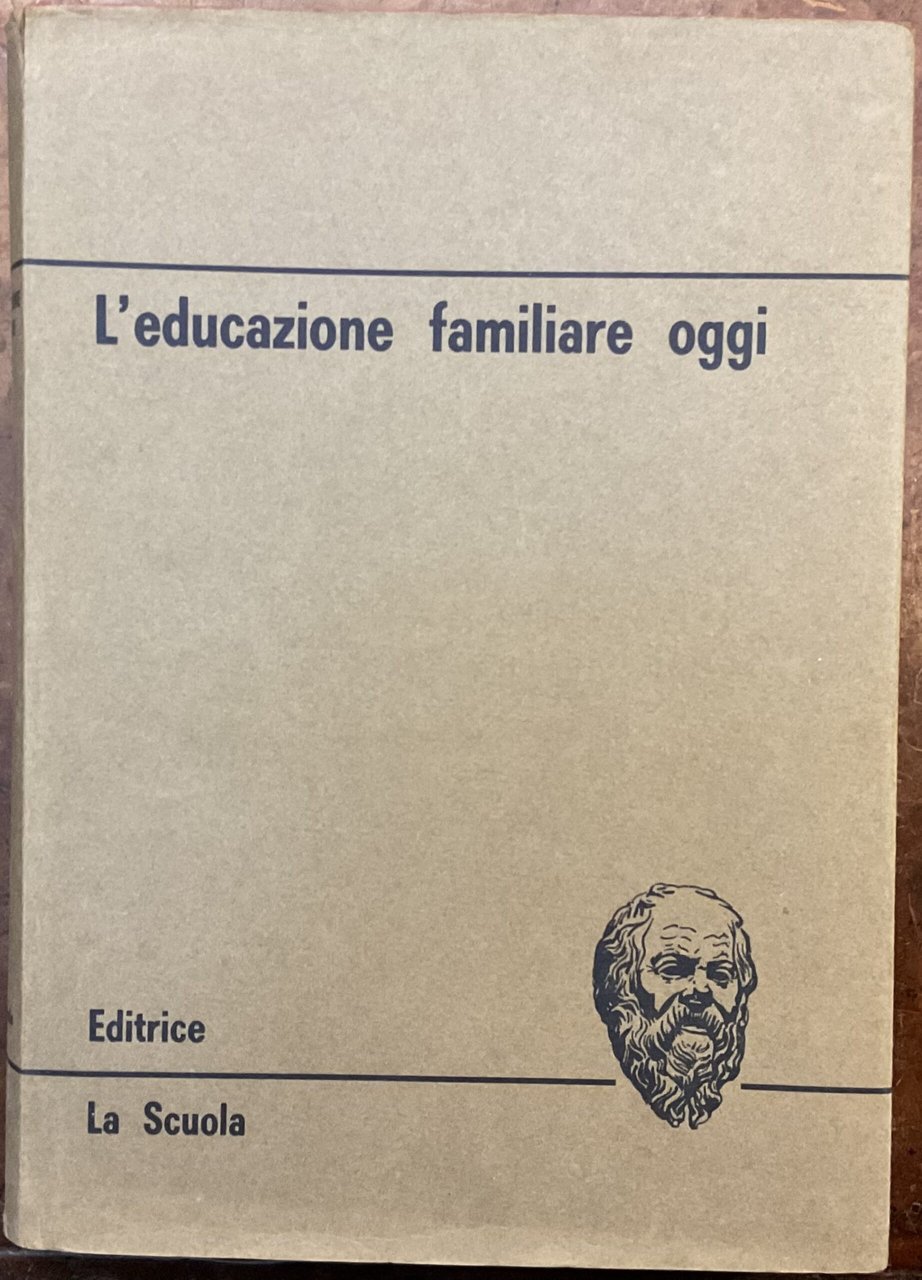 L'educazione familiare oggi
Editrice
La Scuola